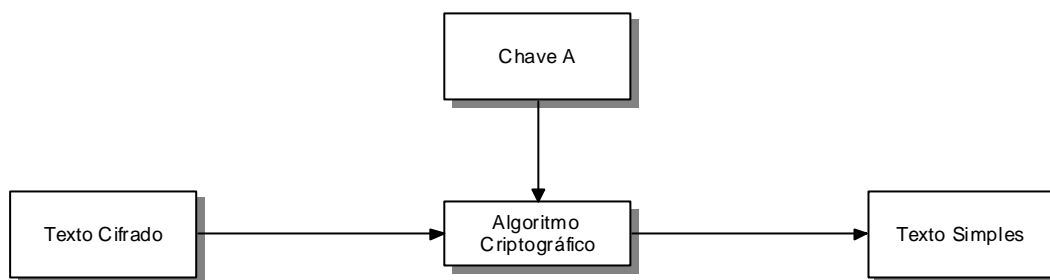 Chave A
Texto Cifrado
Algoritmo
Criptográfico
Texto Simples